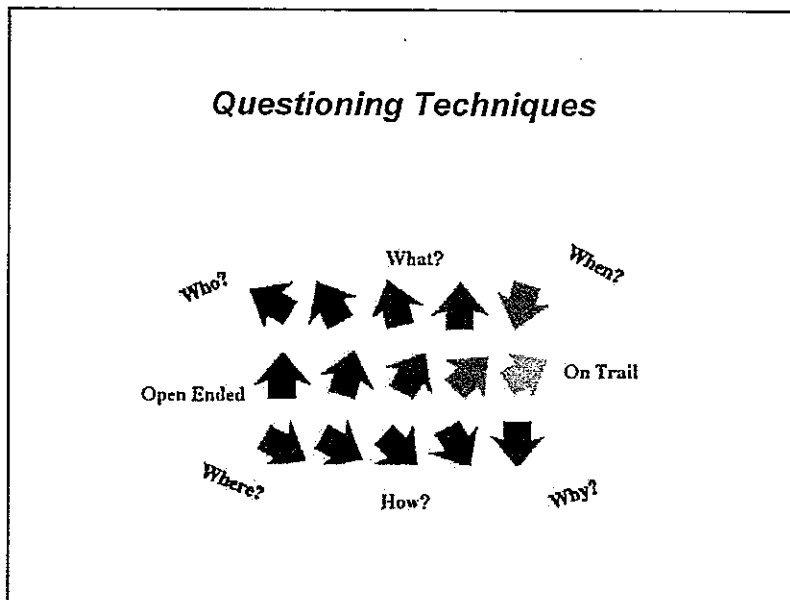 Questioning Techniques
Who?
What?
When?
Open Ended
On Trail
Where?
How?
Why?